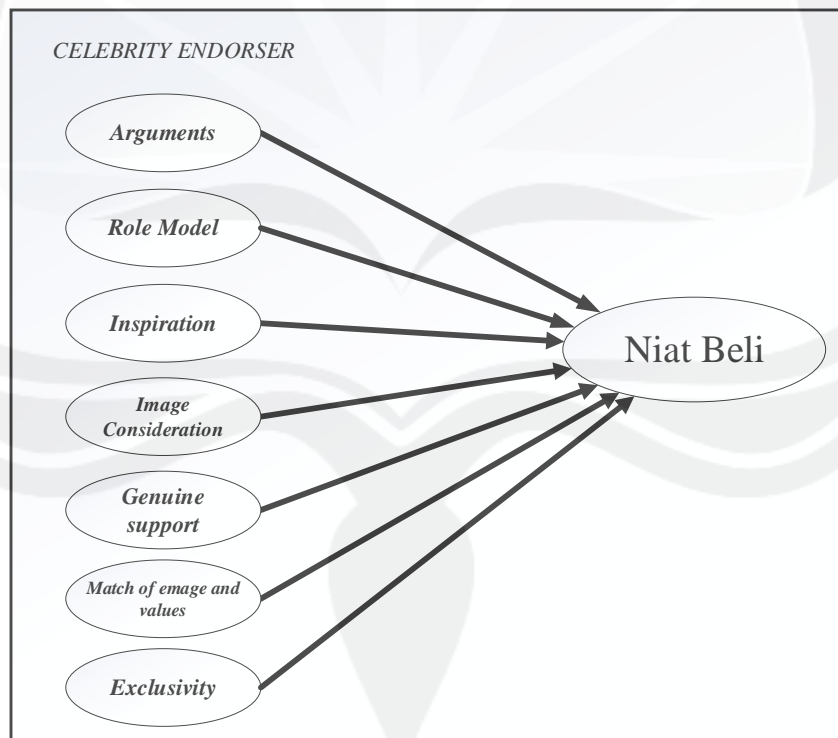 CELEBRITY ENDORSER
Arguments
Role Model
Inspiration
Image
Consideration
Genuine
support
Match of emage and
values
Exclusivity
Niat Beli